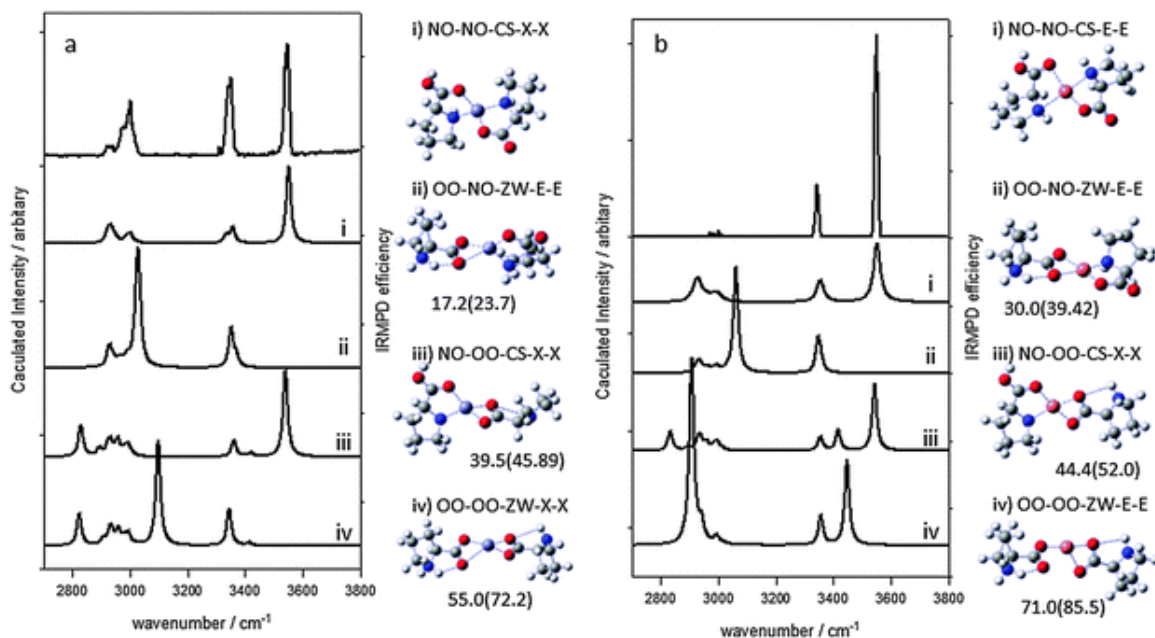 a
i) NO-NO-CS-X-X
ii) OO-NO-ZW-E-E
17.2(23.7)
iii) NO-OO-CS-X-X
39.5(45.89)
iv) OO-OO-ZW-X-X
55.0(72.2)
i
ii
iii
iv
Caculated Intensity / arbitary
IRMPD efficiency
2800 3000 3200 3400 3600 3800
wavenumber / cm-1
b
i) NO-NO-CS-E-E
ii) OO-NO-ZW-E-E
30.0(39.42)
iii) NO-OO-CS-X-X
44.4(52.0)
iv) OO-OO-ZW-E-E
71.0(85.5)
i
ii
iii
iv
Caculated Intensity / arbitary
IRMPD efficiency
2800 3000 3200 3400 3600 3800
wavenumber / cm-1